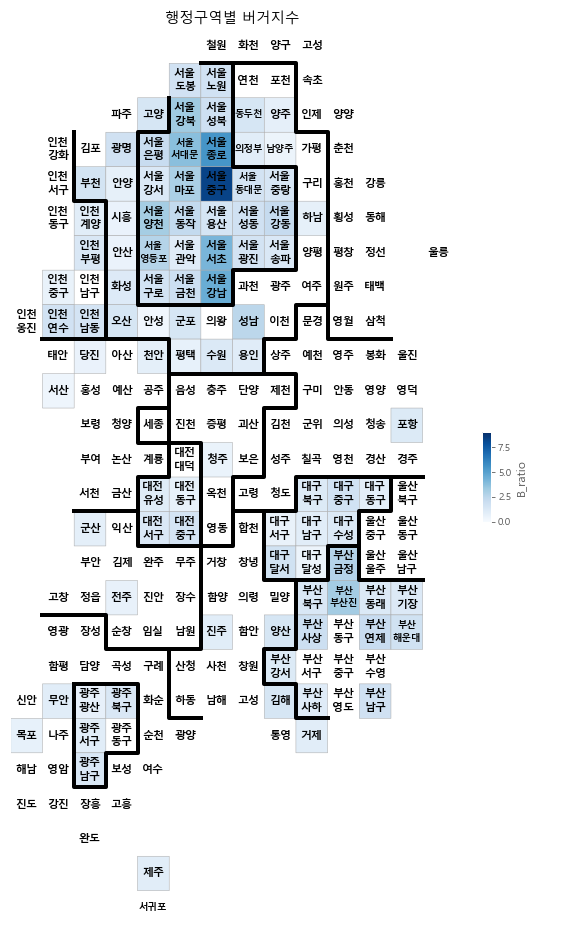 행정구역별 버거지수
철원 화천 양구 고성
서울 도봉 서울 노원 연천 포천 속초
파주 고양 서울 강북 서울 성북 동두천 양주 인제 양양
인천 강화 김포 광명 서울 은평 서울 서대문 서울 종로 의정부 남양주 가평 춘천
인천 서구 부천 안양 서울 강서 서울 마포 서울 중구 서울 동대문 서울 중랑 구리 홍천 강릉
인천 동구 인천 계양 시흥 서울 양천 서울 동작 서울 용산 서울 성동 서울 강동 하남 횡성 동해
인천 부평 안산 서울 영등포 서울 관악 서울 서초 서울 광진 서울 송파 양평 평창 정선 울릉
인천 중구 인천 남구 화성 서울 구로 서울 금천 서울 강남 과천 광주 여주 원주 태백
인천 옹진 인천 연수 인천 남동 오산 안성 군포 의왕 성남 이천 문경 영월 삼척
태안 당진 아산 천안 평택 수원 용인 상주 예천 영주 봉화 울진
서산 홍성 예산 공주 음성 충주 단양 제천 구미 안동 영양 영덕
보령 청양 세종 진천 증평 괴산 김천 군위 의성 청송 포항
부여 논산 계룡 대전 대덕 청주 보은 성주 칠곡 영천 경산 경주
서천 금산 대전 유성 대전 동구 옥천 고령 청도 대구 북구 대구 중구 대구 동구 울산 북구
군산 익산 대전 서구 대전 중구 영동 합천 대구 서구 대구 남구 대구 수성 울산 중구 울산 동구
부안 김제 완주 무주 거창 창녕 대구 달서 대구 달성 부산 금정 울산 울주 울산 남구
고창 정읍 전주 진안 장수 함양 의령 밀양 부산 북구 부산 부산진 부산 동래 부산 기장
영광 장성 순창 임실 남원 진주 함안 양산 부산 사상 부산 동구 부산 연제 부산 해운대
함평 담양 곡성 구례 산청 사천 창원 부산 강서 부산 서구 부산 중구 부산 수영
신안 무안 광주 광산 광주 북구 화순 하동 남해 고성 김해 부산 사하 부산 영도 부산 남구
목포 나주 광주 서구 광주 동구 순천 광양 통영 거제
해남 영암 광주 남구 보성 여수
진도 강진 장흥 고흥
완도
제주
서귀포
7.5
5.0
2.5
0.0
B_ratio